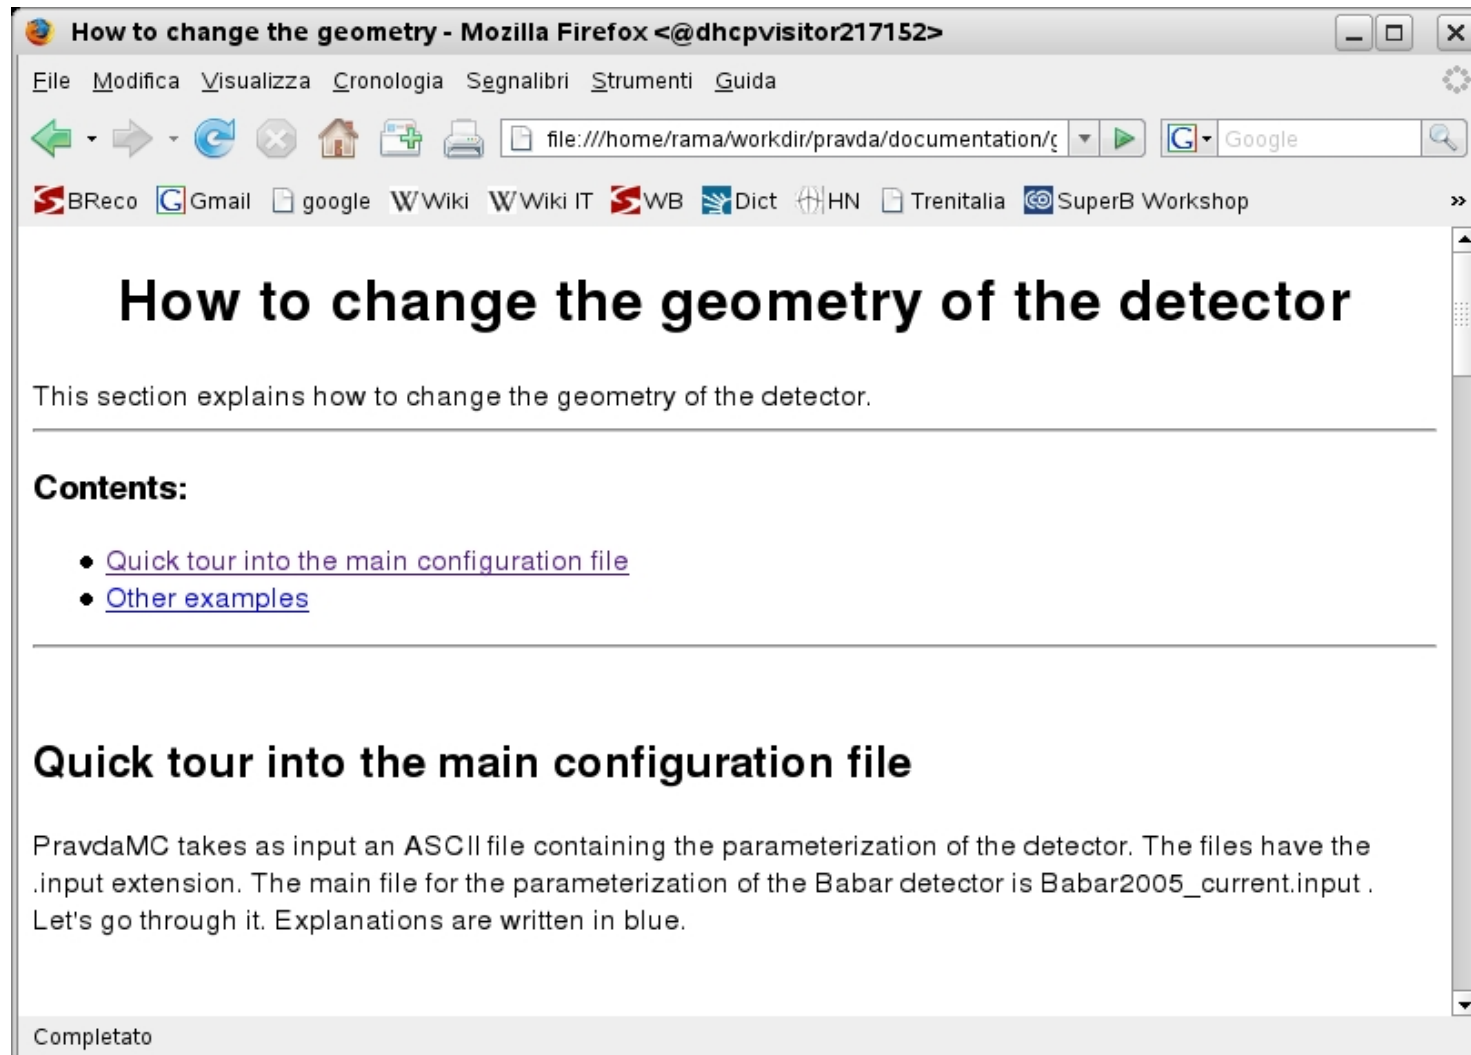 How to change the geometry - Mozilla Firefox <@dhcpvisitor217152>
File Modifica Visualizza Cronologia Segnalibri Strumenti Guida
file:///home/rama/workdir/pravda/documentation/g G Google
BReco G Gmail google W Wiki W Wiki IT WB Dict HN Trenitalia SuperB Workshop »
How to change the geometry of the detector
This section explains how to change the geometry of the detector.
Contents:
Quick tour into the main configuration file
Other examples
Quick tour into the main configuration file
PravdaMC takes as input an ASCII file containing the parameterization of the detector. The files have the
.input extension. The main file for the parameterization of the Babar detector is Babar2005_current.input .
Let's go through it. Explanations are written in blue.
Completato